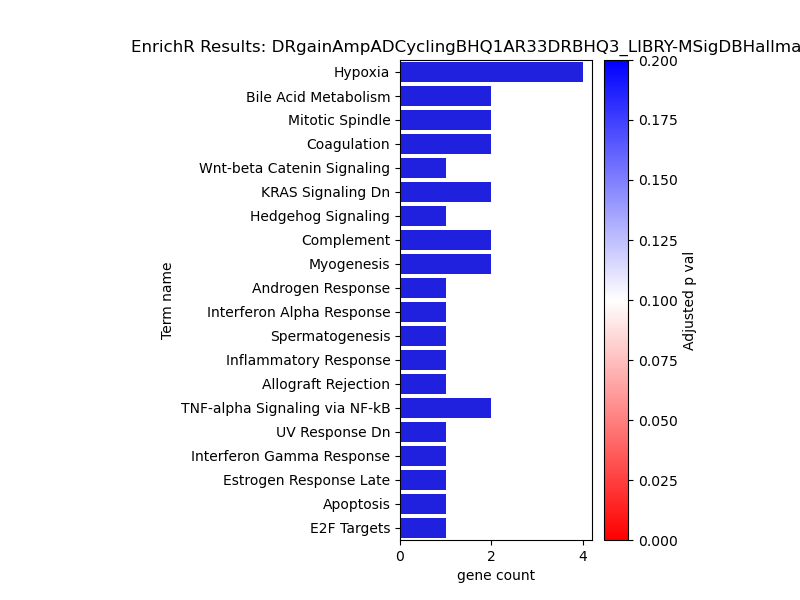 EnrichR Results: DRgainAmpADCyclingBHQ1AR33DRBHQ3_LIBRY-MSigDBHallma
Hypoxia
Bile Acid Metabolism
Mitotic Spindle
Coagulation
Wnt-beta Catenin Signaling
KRAS Signaling Dn
Hedgehog Signaling
Complement
Myogenesis
Androgen Response
Interferon Alpha Response
Spermatogenesis
Inflammatory Response
Allograft Rejection
TNF-alpha Signaling via NF-kB
UV Response Dn
Interferon Gamma Response
Estrogen Response Late
Apoptosis
E2F Targets
Term name
0 2 4
gene count
0.200
0.175
0.150
0.125
0.100
0.075
0.050
0.025
0.000
Adjusted p val